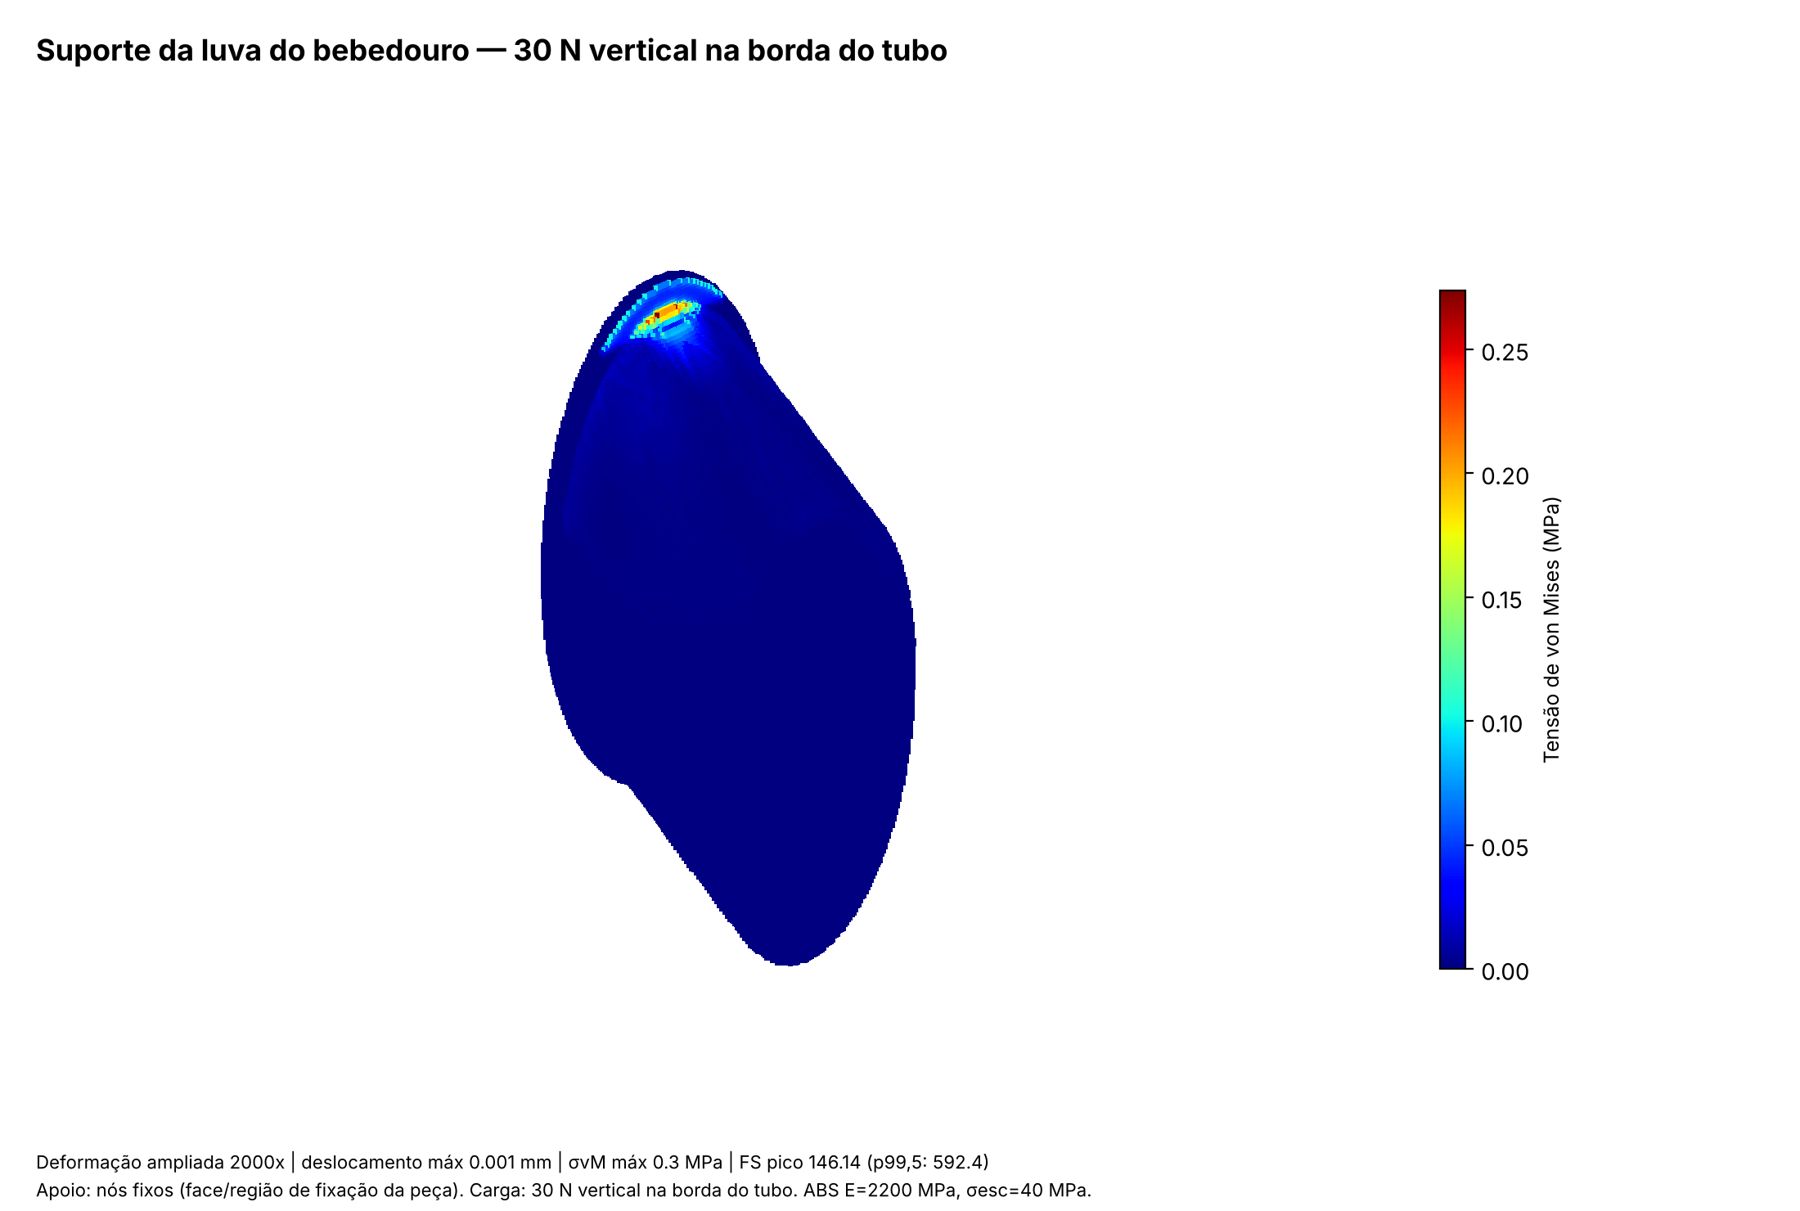 Suporte da luva do bebedouro — 30 N vertical na borda do tubo
0.25
0.20
0.15
0.10
0.05
0.00
Tensão de von Mises (MPa)
Deformação ampliada 2000x | deslocamento máx 0.001 mm | σvM máx 0.3 MPa | FS pico 146.14 (p99,5: 592.4)
Apoio: nós fixos (face/região de fixação da peça). Carga: 30 N vertical na borda do tubo. ABS E=2200 MPa, σesc=40 MPa.